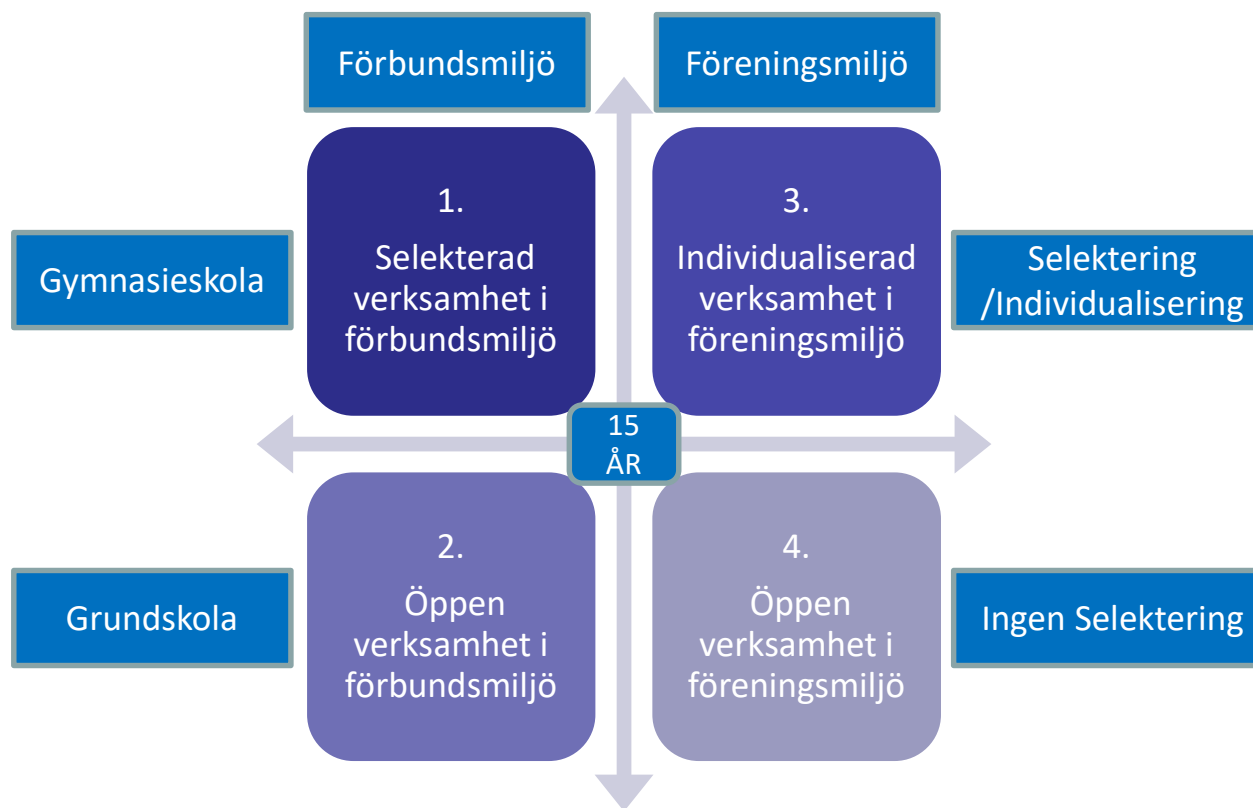 Förbundsmiljö
Föreningsmiljö
1.
Selekterad
verksamhet i
förbundsmiljö
3.
Individualiserad
verksamhet i
föreningsmiljö
Gymnasieskola
Selektering
/Individualisering
15
ÅR
2.
Öppen
verksamhet i
förbundsmiljö
4.
Öppen
verksamhet i
föreningsmiljö
Grundskola
Ingen Selektering